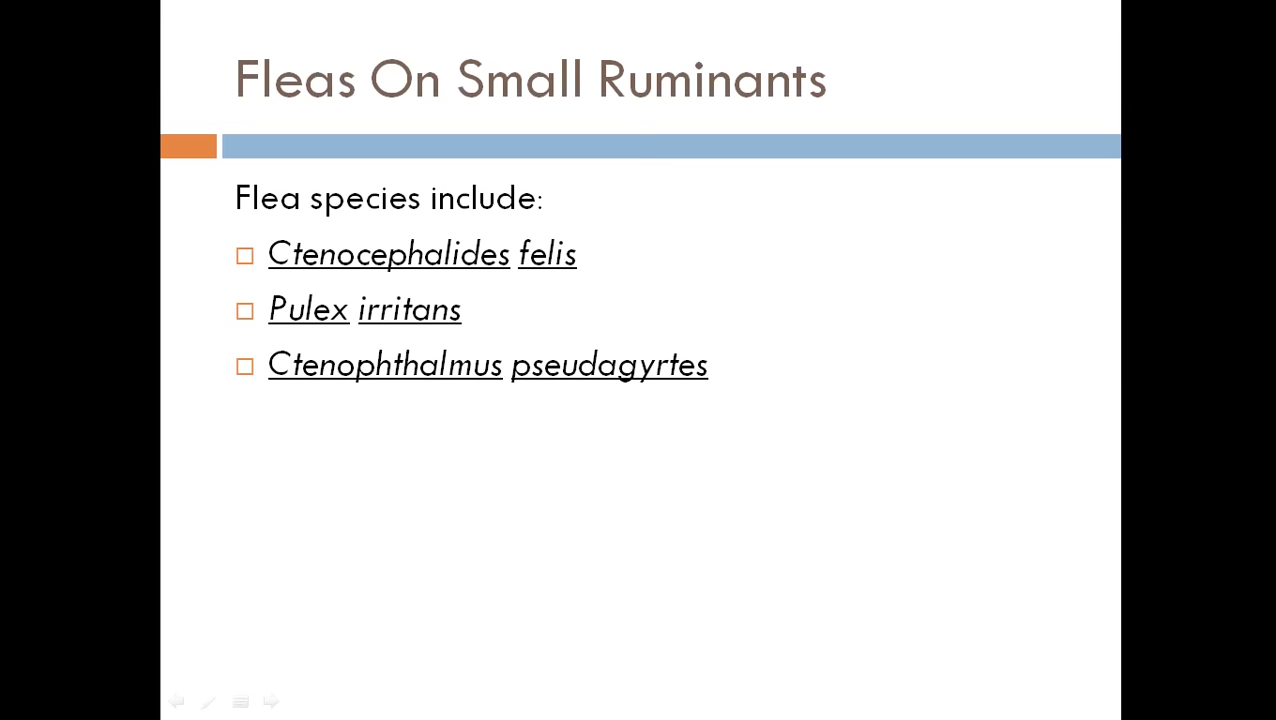 Fleas On Small Ruminants
Flea species include:
Ctenocephalides felis
Pulex irritans
Ctenophthalmus pseudagyrtes